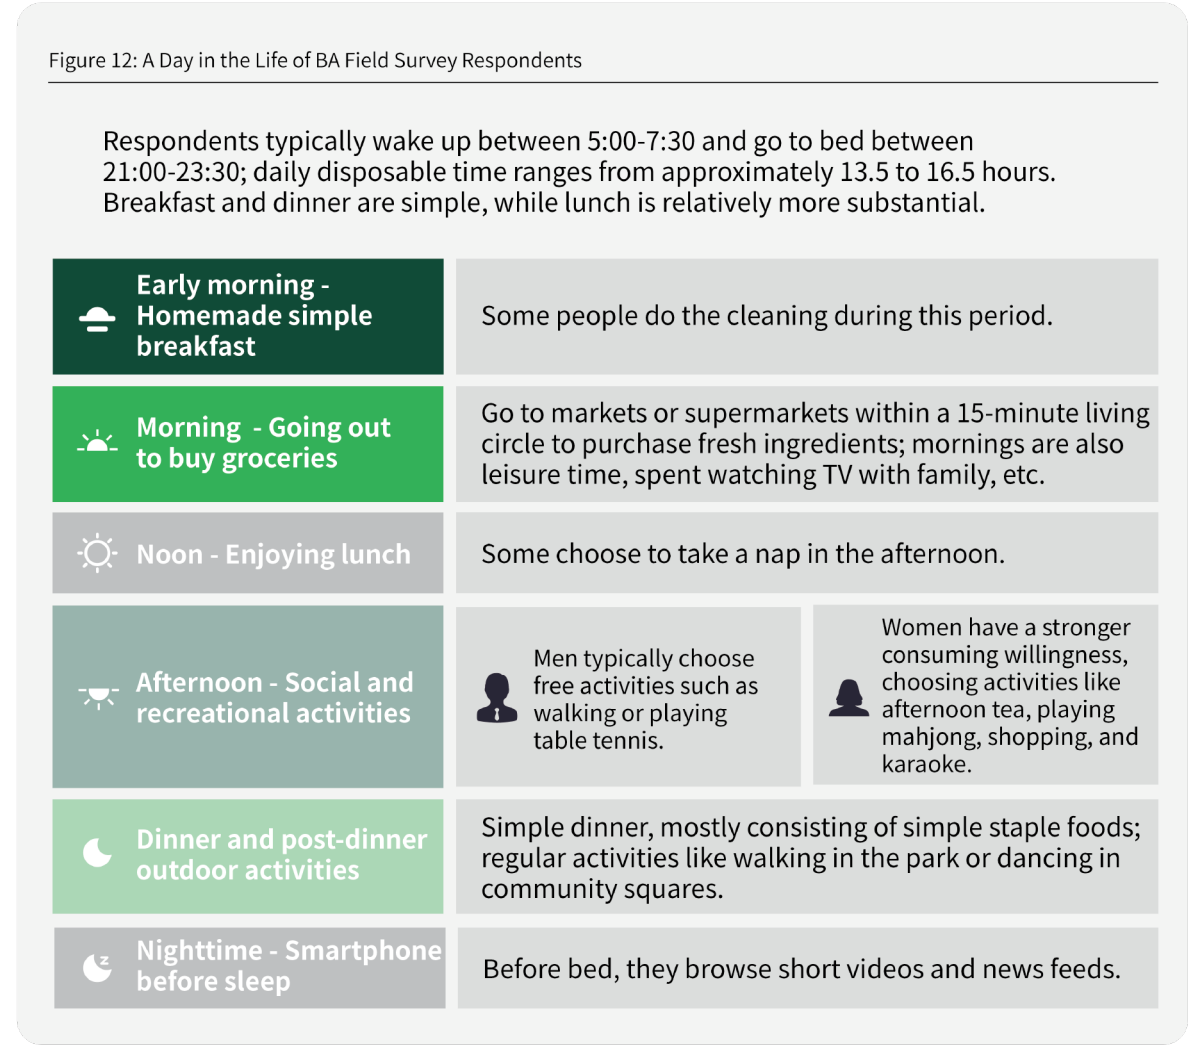 Figure 12: A Day in the Life of BA Field Survey Respondents
Respondents typically wake up between 5:00-7:30 and go to bed between
21:00-23:30; daily disposable time ranges from approximately 13.5 to 16.5 hours.
Breakfast and dinner are simple, while lunch is relatively more substantial.
Early morning -
Homemade simple
breakfast
Some people do the cleaning during this period.
Morning - Going out
to buy groceries
Go to markets or supermarkets within a 15-minute living
circle to purchase fresh ingredients; mornings are also
leisure time, spent watching TV with family, etc.
Noon - Enjoying lunch
Some choose to take a nap in the afternoon.
Afternoon - Social and
recreational activities
Men typically choose
free activities such as
walking or playing
table tennis.
Women have a stronger
consuming willingness,
choosing activities like
afternoon tea, playing
mahjong, shopping, and
karaoke.
Dinner and post-dinner
outdoor activities
Simple dinner, mostly consisting of simple staple foods;
regular activities like walking in the park or dancing in
community squares.
z
Nighttime - Smartphone
before sleep
Before bed, they browse short videos and news feeds.